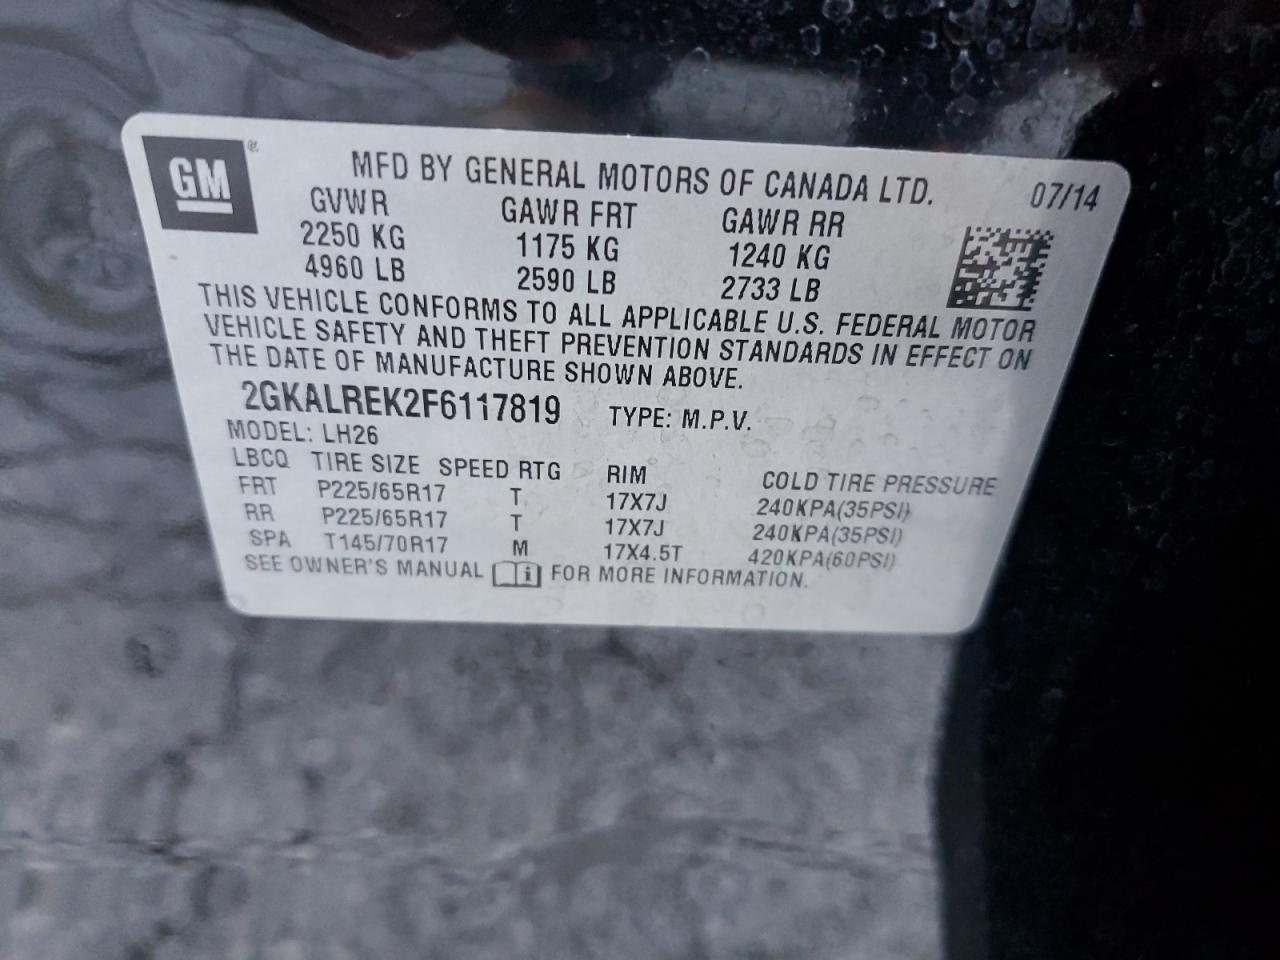 GM®
MFD BY GENERAL MOTORS OF CANADA LTD. 07/14
GVWR GAWR FRT GAWR RR
2250 KG 1175 KG 1240 KG
4960 LB 2590 LB 2733 LB
THIS VEHICLE CONFORMS TO ALL APPLICABLE U.S. FEDERAL MOTOR
VEHICLE SAFETY AND THEFT PREVENTION STANDARDS IN EFFECT ON
THE DATE OF MANUFACTURE SHOWN ABOVE.
2GKALREK2F6117819 TYPE: M.P.V.
MODEL: LH26
LBCQ TIRE SIZE SPEED RTG RIM COLD TIRE PRESSURE
FRT P225/65R17 T 17X7J 240KPA(35PSI)
RR P225/65R17 T 17X7J 240KPA(35PSI)
SPA T145/70R17 M 17X4.5T 420KPA(60PSI)
SEE OWNER'S MANUAL i FOR MORE INFORMATION.